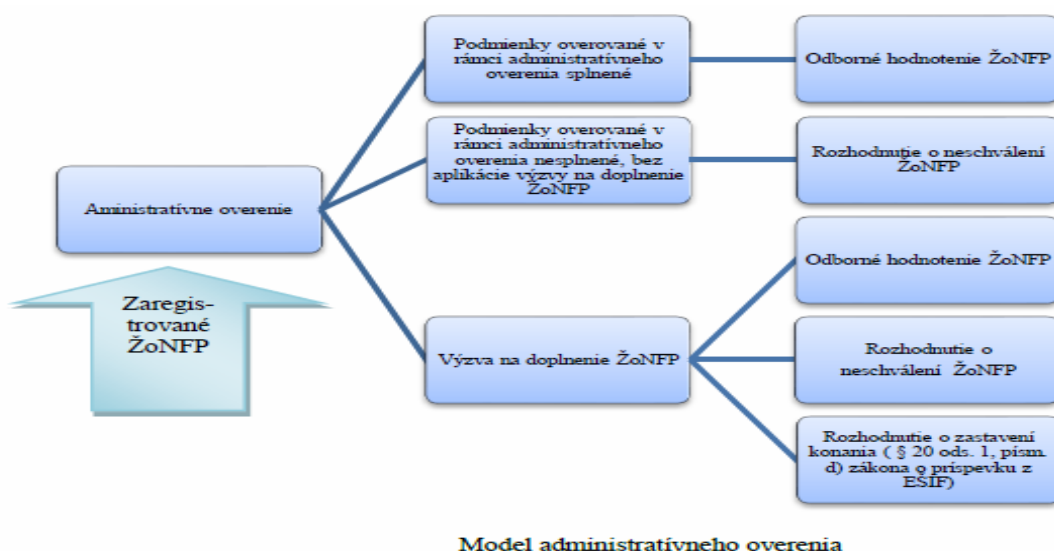 Podmienky overované v
rámci administratívneho
overenia splnené
Odborné hodnotenie ŽoNFP
Podmienky overované v
rámci administratívneho
overenia nesplnené, bez
aplikácie výzvy na doplnenie
ŽoNFP
Rozhodnutie o neschválení
ŽoNFP
Aministratívne overenie
Odborné hodnotenie ŽoNFP
Zaregis-
trované
ŽoNFP
Výzva na doplnenie ŽoNFP
Rozhodnutie o
neschválení ŽoNFP
Rozhodnutie o zastavení
konania ( § 20 ods. 1, písm.
d) zákona o príspevku z
EŠIF)
Model administratívneho overenia